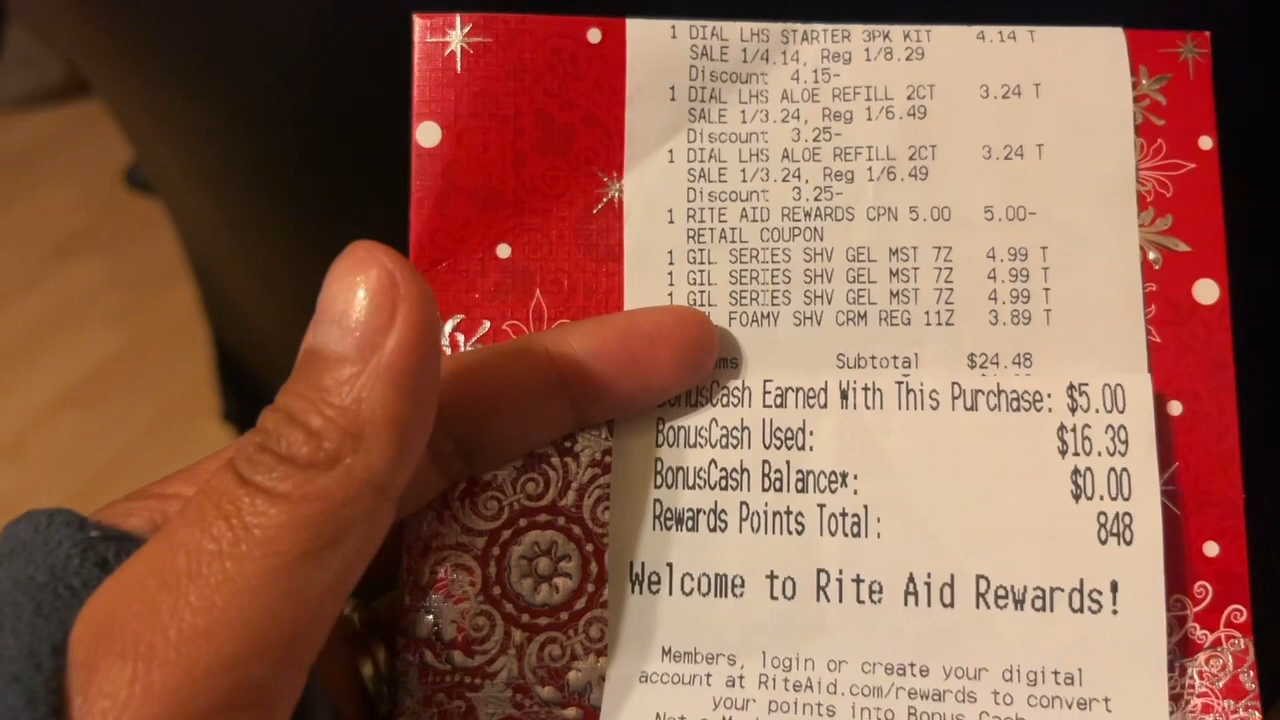 1 DIAL LHS STARTER 3PK KIT 4.14 T
SALE 1/4.14, Reg 1/8.29
Discount 4.15-
1 DIAL LHS ALOE REFILL 2CT 3.24 T
SALE 1/3.24, Reg 1/6.49
Discount 3.25-
1 DIAL LHS ALOE REFILL 2CT 3.24 T
SALE 1/3.24, Reg 1/6.49
Discount 3.25-
1 RITE AID REWARDS CPN 5.00 5.00-
RETAIL COUPON
1 GIL SERIES SHV GEL MST 7Z 4.99 T
1 GIL SERIES SHV GEL MST 7Z 4.99 T
1 GIL SERIES SHV GEL MST 7Z 4.99 T
FOAMY SHV CRM REG 11Z 3.89 T
Subtotal $24.48
BonusCash Earned With This Purchase: $5.00
BonusCash Used: $16.39
BonusCash Balance*: $0.00
Rewards Points Total: 848
Welcome to Rite Aid Rewards!
Members, login or create your digital
account at RiteAid.com/rewards to convert
your points into Bonus Cash